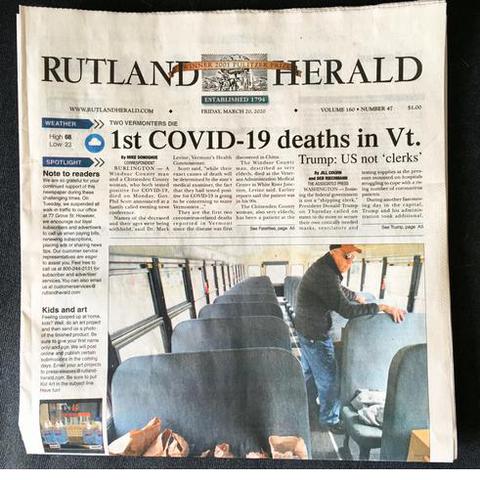 RUTLAND HERALD
WINNER 2001 PULITZER PRIZE
ESTABLISHED 1794
WWW.RUTLANDHERALD.COM
FRIDAY, MARCH 20, 2020
VOLUME 160 • NUMBER 47
$1.00
WEATHER
High 68
Low 22
TWO VERMONTERS DIE
1st COVID-19 deaths in Vt.
SPOTLIGHT
Note to readers
We are grateful for your
continued support of this
newspaper during these
challenging times. On
Tuesday, we suspended all
walk-in traffic to our office
at 77 Grove St. However,
we encourage our loyal
subscribers and advertisers
to call us when paying bills,
renewing subscriptions,
placing ads or sharing news
tips. Our customer service
representatives are eager
to assist you. Feel free to
call us at 800-244-2131 for
subscriber and advertiser
services. You can also email
us at customerservices@
rutlandherald.com
Kids and art
Feeling cooped up at home,
kids? Well, do an art project
and then send us a photo
of the finished product. Be
sure to give your first name
only and age. We will post
online and publish certain
submissions in the coming
days. Email your art projects
to
Be sure to put
Kid Art in the subject line.
Have fun!
By MIKE DONOGHUE
CORRESPONDENT
BURLINGTON — A
Windsor County man
and a Chittenden County
woman, who both tested
positive for COVID-19,
died on Thursday, Gov.
Phil Scott announced at a
hastily called evening news
conference.
Names of the deceased
and their ages were being
withheld, said Dr. Mark
Levine, Vermont's Health
Commissioner.
Scott said, "while their
cause of death will
be determined by the state's
medical examiner, the fact
that they had tested positive
for COVID-19 is going
to be concerning to many
Vermonters."
They are the first two
coronavirus-related deaths
reported in Vermont
since the disease was first
discovered in China.
The Windsor County
man, described as very
elderly, died at the Veterans
Administration Medical
Center in White River Junction,
Levine said. Earlier
Scott said the patient was
in his 90s.
The Chittenden County
woman, also very elderly,
has been a patient at the
See Fatalities, page A5
Trump: US not 'clerks'
By JILL COLVIN
THE ASSOCIATED PRESS
WASHINGTON — Insisting
the federal government
is not a "shipping clerk,"
President Donald Trump
on Thursday called on
states to do more to secure
their own critically needed
masks, ventilators and
testing supplies as the pressure
mounted on hospitals
struggling to cope with a rising
number of coronavirus
patients.
During another fast-moving
day in the capital,
Trump and his administration
took additional
See Trump, page A5